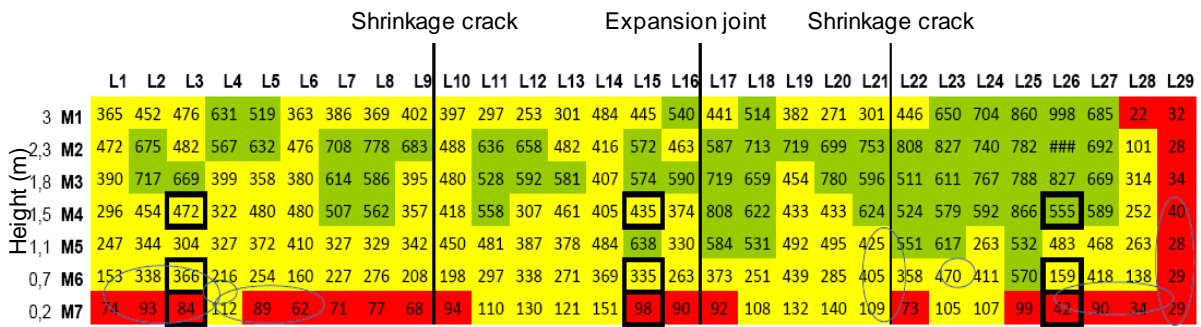 Shrinkage crack Expansion joint Shrinkage crack
L1 L2 L3 L4 L5 L6 L7 L8 L9 L10 L11 L12 L13 L14 L15 L16 L17 L18 L19 L20 L21 L22 L23 L24 L25 L26 L27 L28 L29
3 M1 365 452 476 631 519 363 386 369 402 397 297 253 301 484 445 540 441 514 382 271 301 446 650 704 860 998 685 22 32
2,3 M2 472 675 482 567 632 476 708 778 683 488 636 658 482 416 572 463 587 713 719 699 753 808 827 740 782 ### 692 101 28
1,8 M3 390 717 669 399 358 380 614 586 395 480 528 592 581 407 574 590 719 659 454 780 596 511 611 767 788 827 669 314 34
1,5 M4 296 454 472 322 480 480 507 562 357 418 558 307 461 405 435 374 808 622 433 433 624 524 579 592 866 555 589 252 40
1,1 M5 247 344 304 327 372 410 327 329 342 450 481 387 378 484 638 330 584 531 492 495 425 551 617 263 532 483 468 263 28
0,7 M6 153 338 366 216 254 160 227 276 208 198 297 338 271 369 335 263 373 251 439 285 405 358 470 411 570 159 418 138 29
0,2 M7 74 93 84 112 89 62 71 77 68 94 110 130 121 151 98 90 92 108 132 140 109 73 105 107 99 42 90 34 29
Height (m)